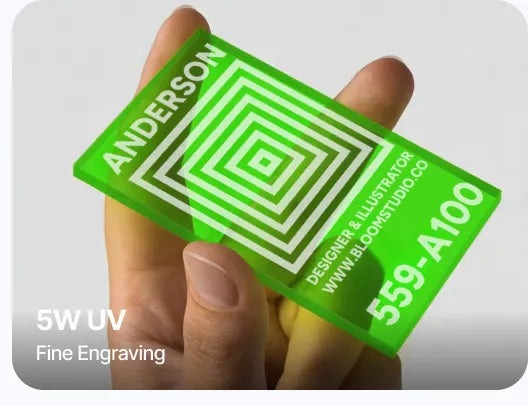 ANDERSON
DESIGNER & ILLUSTRATOR
WWW.BLOOMSTUDIO.CO
559-A100
5W UV
Fine Engraving